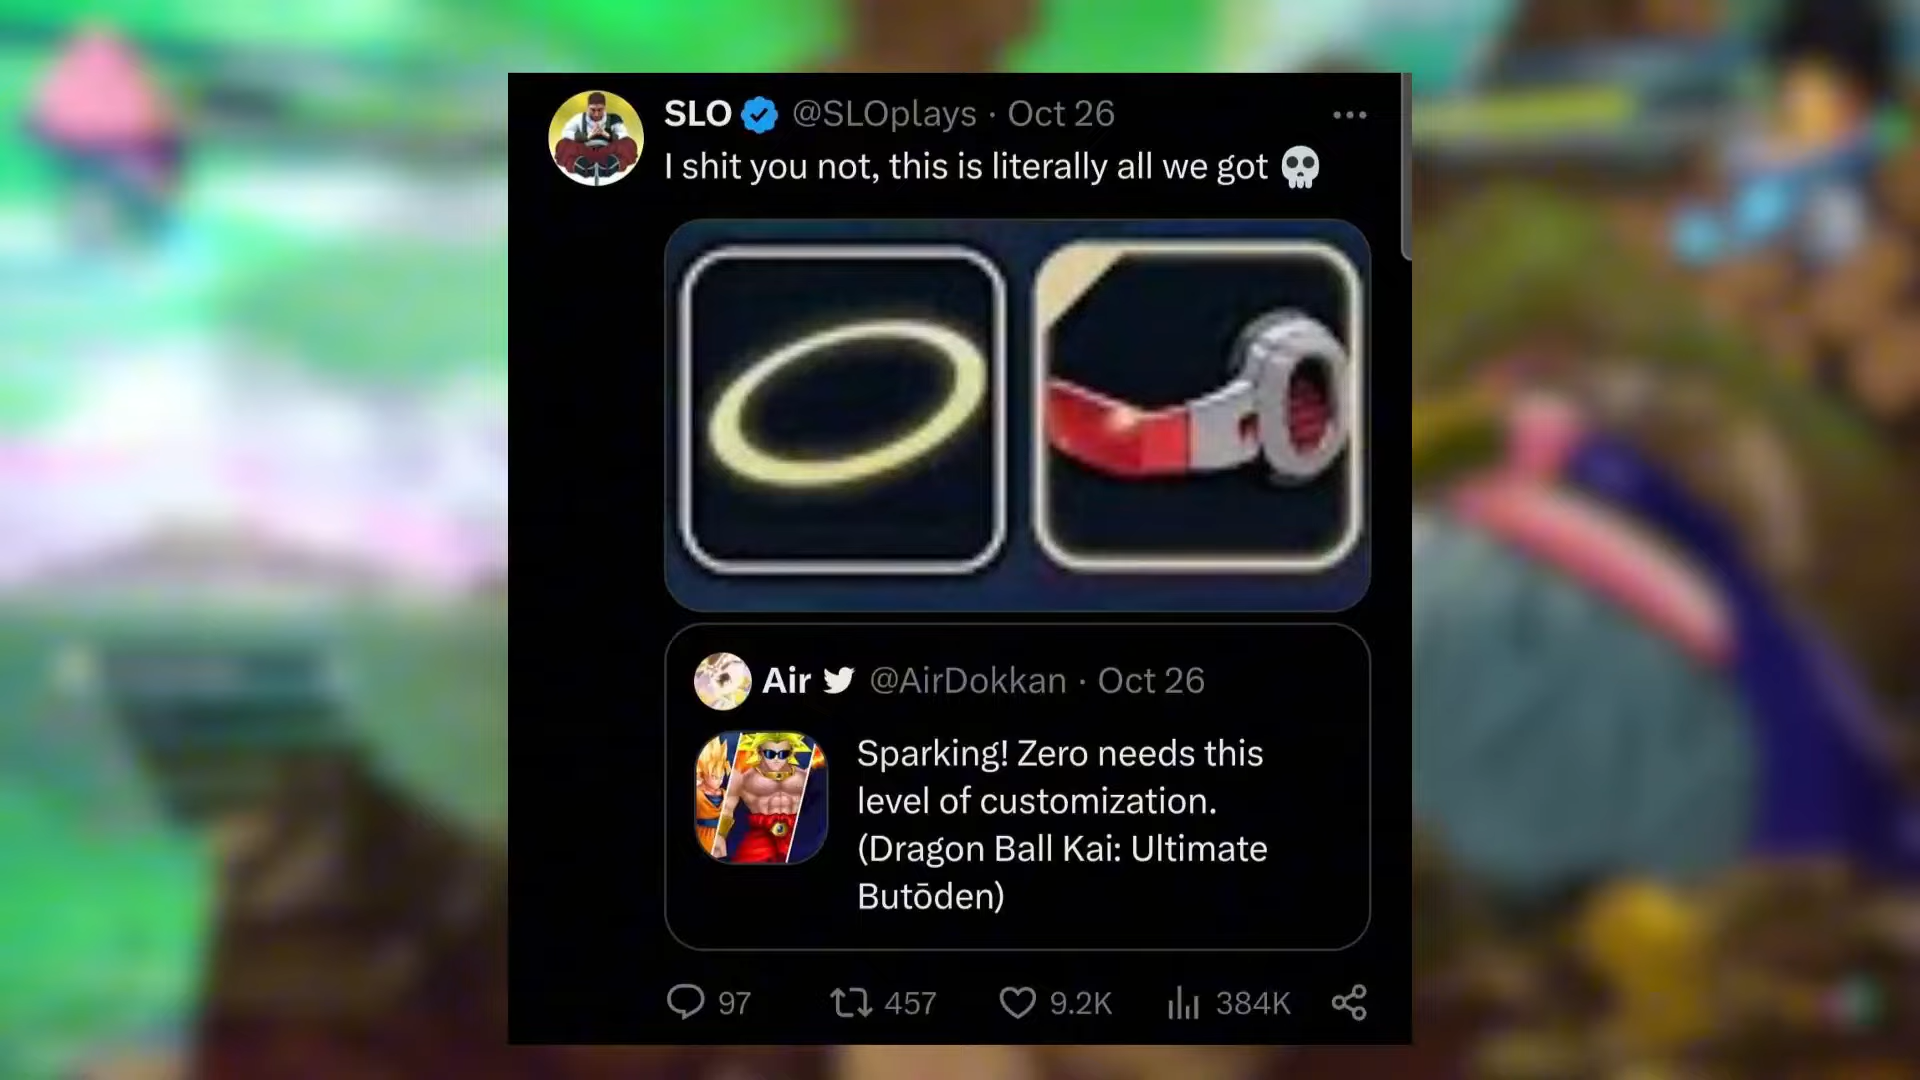 SLO @SLOplays · Oct 26
I shit you not, this is literally all we got 💀
Air @AirDokkan · Oct 26
Sparking! Zero needs this
level of customization.
(Dragon Ball Kai: Ultimate
Butōden)
97 457 9.2K 384K